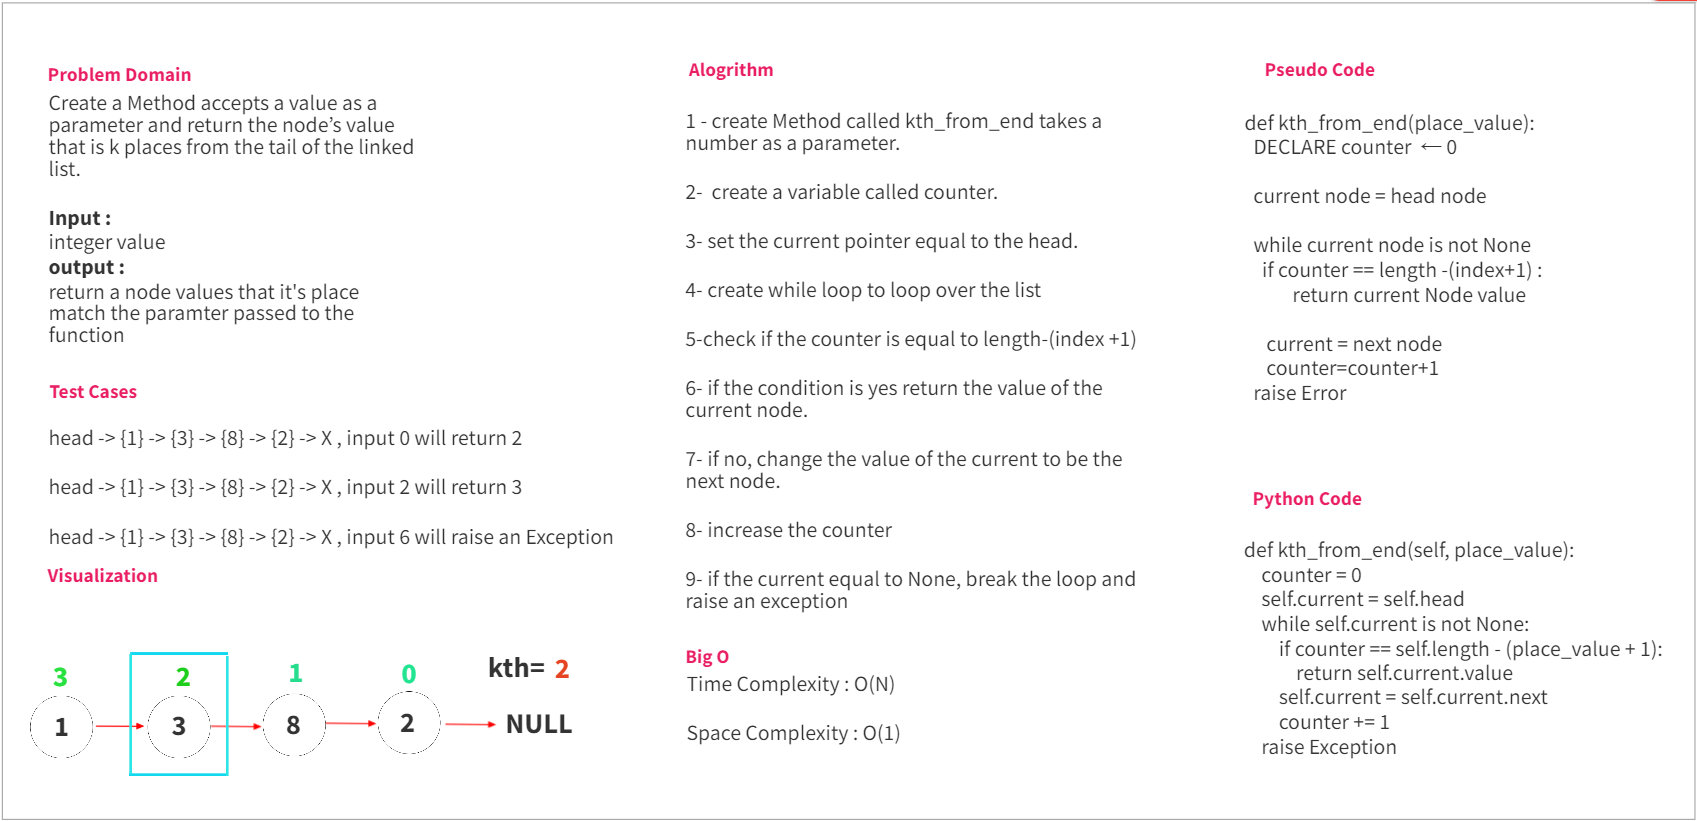 Problem Domain
Create a Method accepts a value as a
parameter and return the node’s value
that is k places from the tail of the linked
list.
Input :
integer value
output :
return a node values that it's place
match the paramter passed to the
function
Test Cases
head -> {1} -> {3} -> {8} -> {2} -> X , input 0 will return 2
head -> {1} -> {3} -> {8} -> {2} -> X , input 2 will return 3
head -> {1} -> {3} -> {8} -> {2} -> X , input 6 will raise an Exception
Visualization
3 2 1 0 kth= 2
1 3 8 2 NULL
Alogrithm
1 - create Method called kth_from_end takes a
number as a parameter.
2- create a variable called counter.
3- set the current pointer equal to the head.
4- create while loop to loop over the list
5-check if the counter is equal to length-(index +1)
6- if the condition is yes return the value of the
current node.
7- if no, change the value of the current to be the
next node.
8- increase the counter
9- if the current equal to None, break the loop and
raise an exception
Big O
Time Complexity : O(N)
Space Complexity : O(1)
Pseudo Code
def kth_from_end(place_value):
DECLARE counter ← 0
current node = head node
while current node is not None
if counter == length -(index+1) :
return current Node value
current = next node
counter=counter+1
raise Error
Python Code
def kth_from_end(self, place_value):
counter = 0
self.current = self.head
while self.current is not None:
if counter == self.length - (place_value + 1):
return self.current.value
self.current = self.current.next
counter += 1
raise Exception